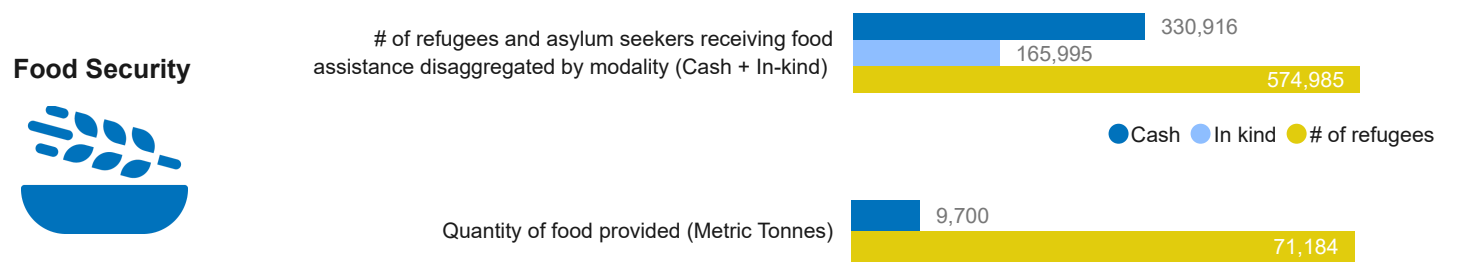 Food Security
# of refugees and asylum seekers receiving food
assistance disaggregated by modality (Cash + In-kind)
330,916
165,995
574,985
Cash In kind # of refugees
Quantity of food provided (Metric Tonnes)
9,700
71,184